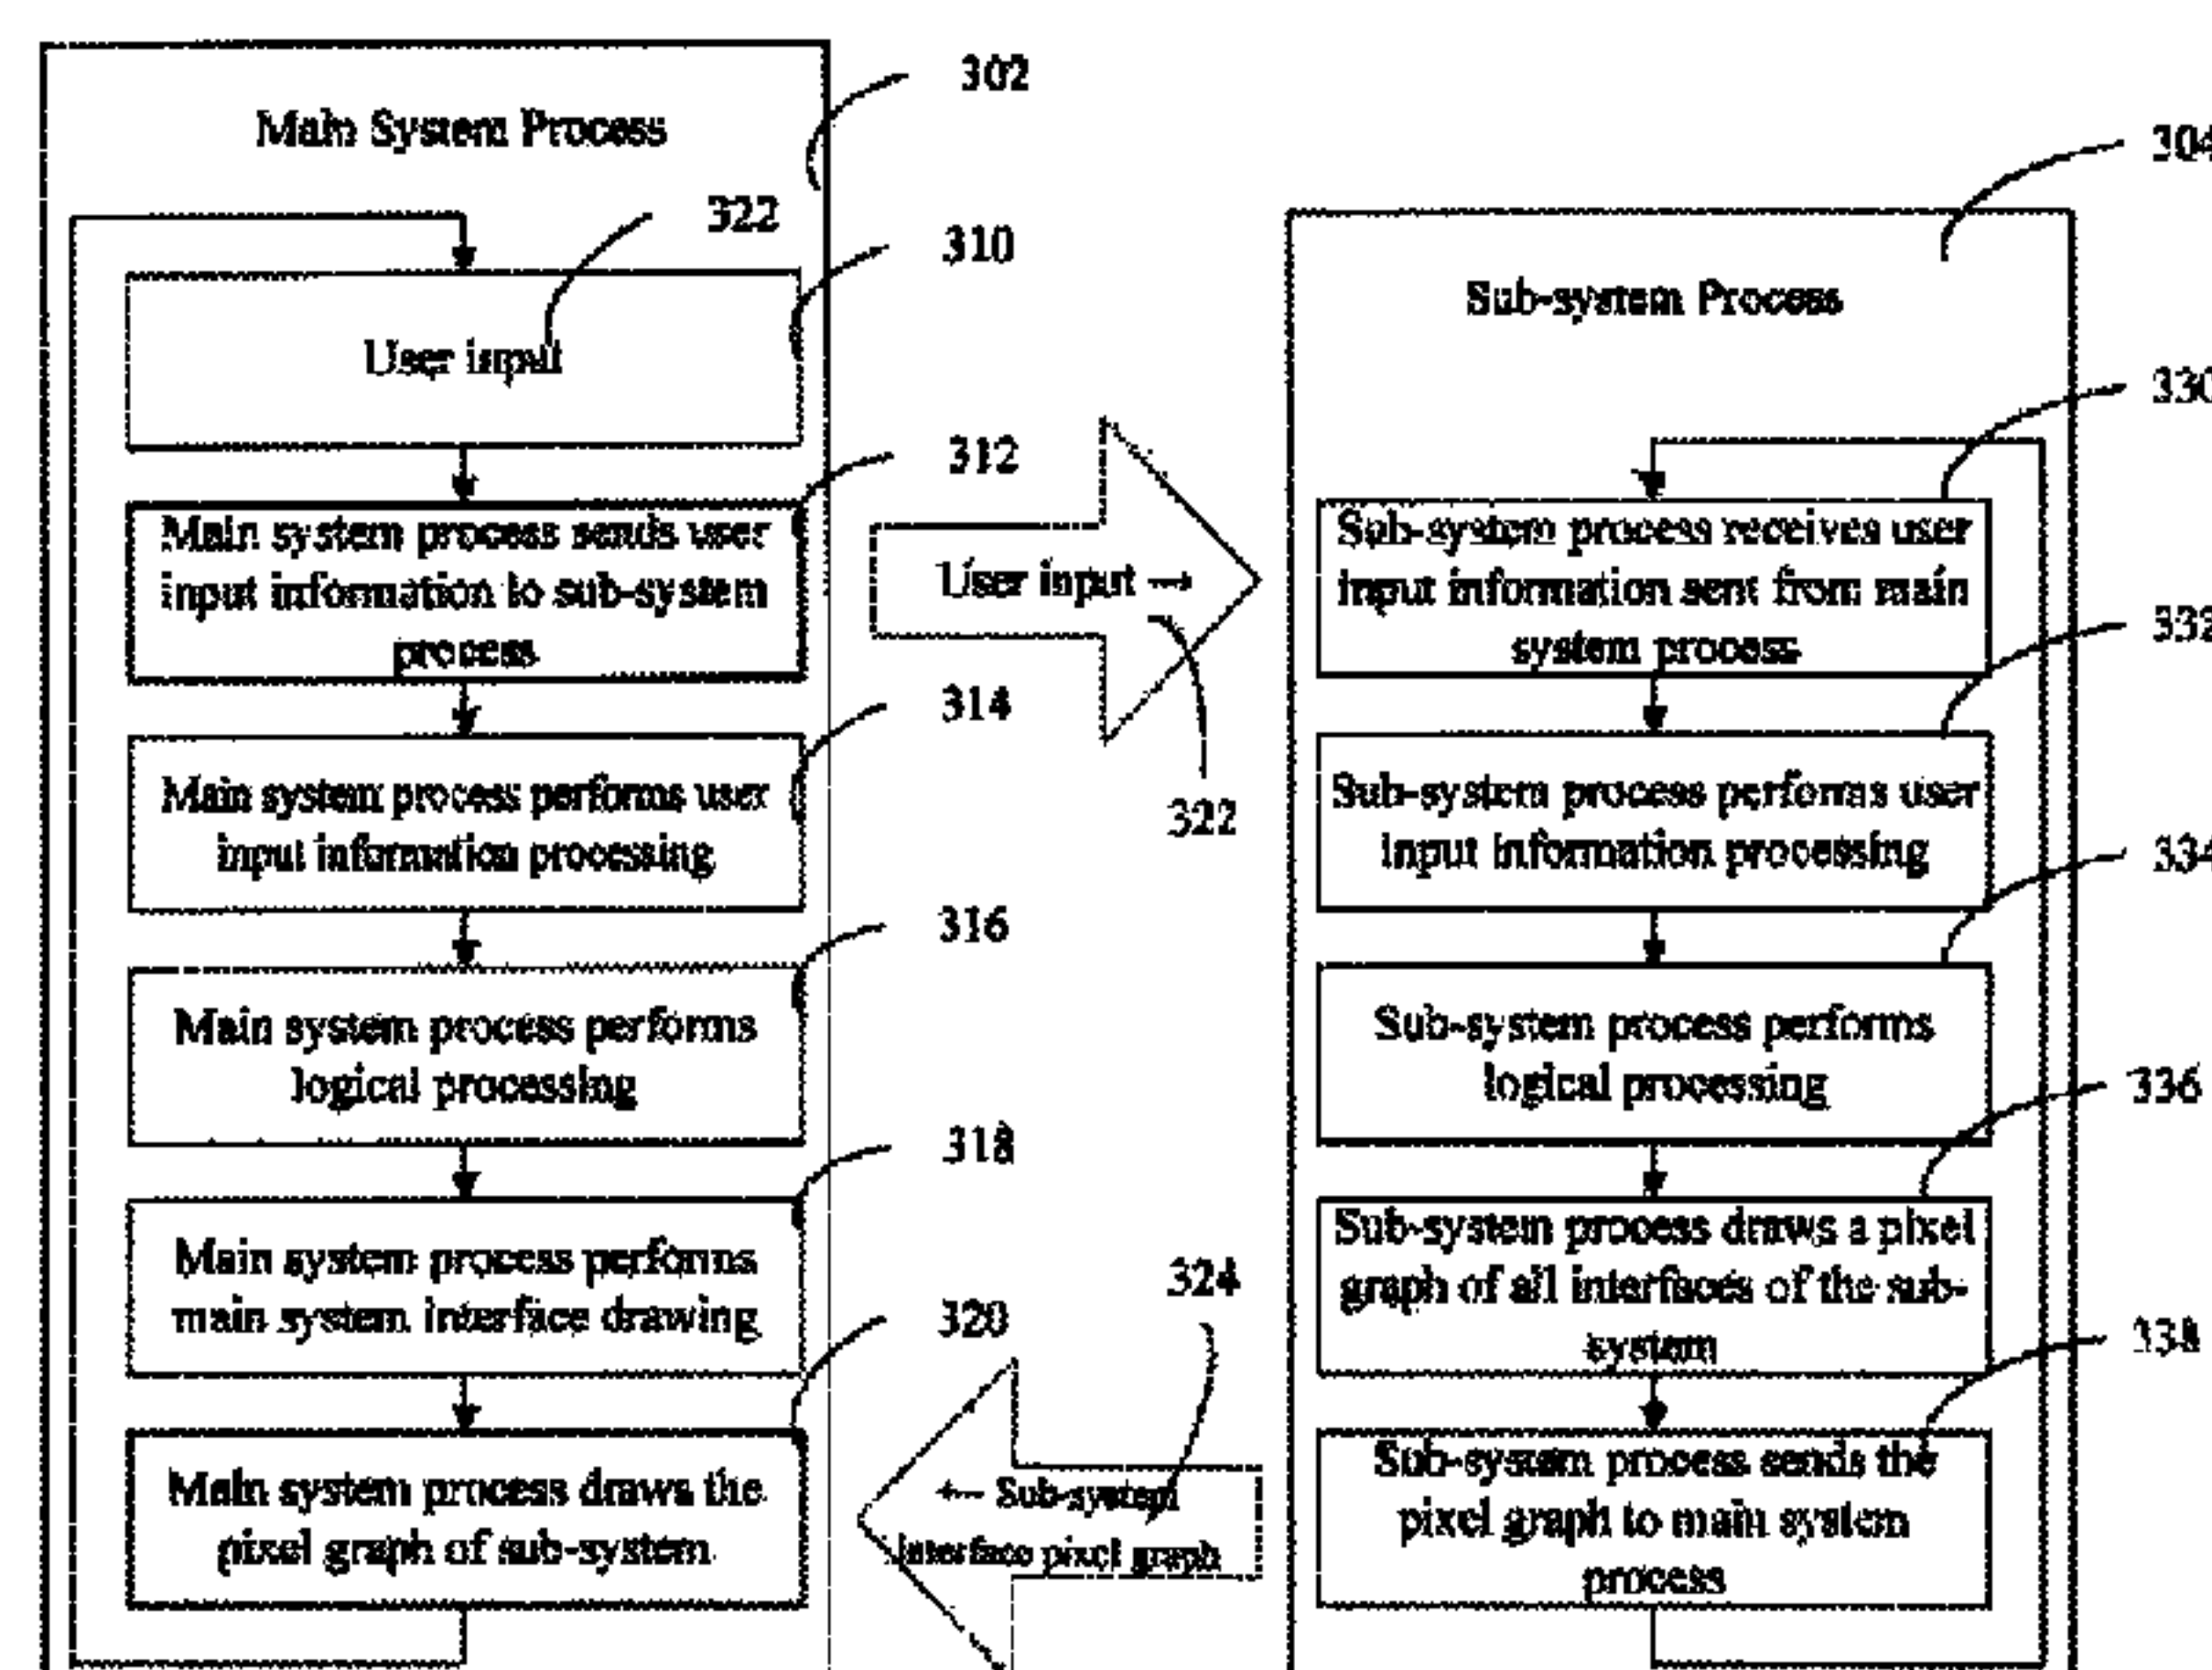 302
Main System Process
304
322
310
User input
Sub-system Process
330
312
Main system process sends user
input information to sub-system
process
User input →
322
Sub-system process receives user
input information sent from main
system process
332
314
Main system process performs user
input information processing
Sub-system process performs user
input information processing
334
316
Main system process performs
logical processing
Sub-system process performs
logical processing
336
318
Main system process performs
main system interface drawing
Sub-system process draws a pixel
graph of all interfaces of the sub-
system
324
338
320
Main system process draws the
pixel graph of sub-system
← Sub-system
interface pixel graph
Sub-system process sends the
pixel graph to main system
process